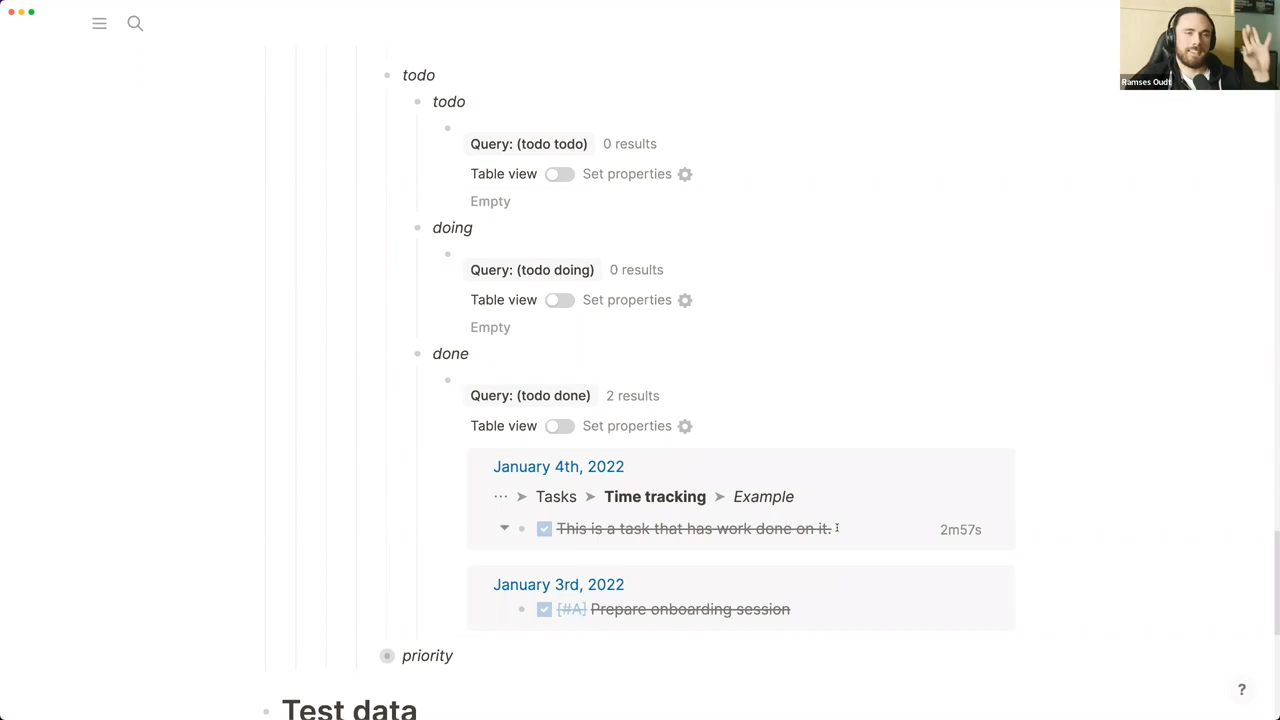 Ramses Oudt
todo
todo
Query: (todo todo) 0 results
Table view Set properties
Empty
doing
Query: (todo doing) 0 results
Table view Set properties
Empty
done
Query: (todo done) 2 results
Table view Set properties
January 4th, 2022
··· ➤ Tasks ➤ Time tracking ➤ Example
This is a task that has work done on it. 2m57s
January 3rd, 2022
[#A] Prepare onboarding session
priority
Test data
?